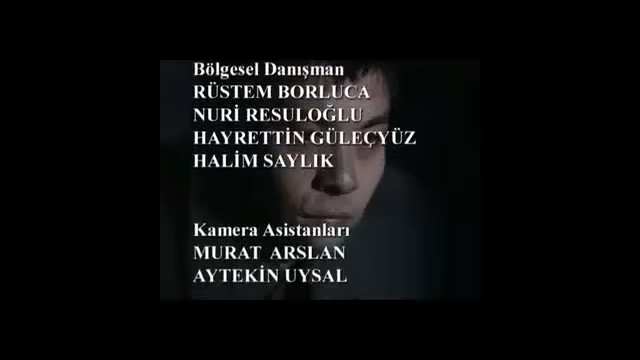 Bölgesel Danışman
RÜSTEM BORLUCA
NURİ RESULOĞLU
HAYRETTİN GÜLEÇYÜZ
HALİM SAYLIK
Kamera Asistanları
MURAT ARSLAN
AYTEKİN UYSAL